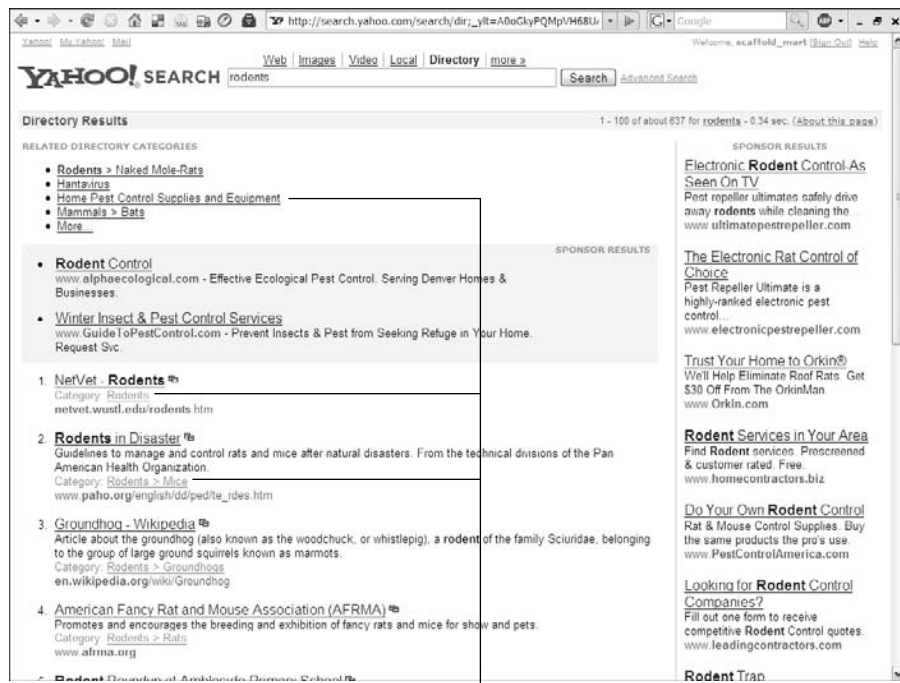 http://search.yahoo.com/search/dir;_ylt=A0oGkyPQMpVH68U
Google
Yahoo! My Yahoo! Mail
Welcome, scaffold_mart [Sign Out] Help
Web | Images | Video | Local | Directory | more »
YAHOO! SEARCH
rodents
Search
Advanced Search
Directory Results
1 - 100 of about 637 for rodents - 0.34 sec. (About this page)
RELATED DIRECTORY CATEGORIES
Rodents > Naked Mole-Rats
Hantavirus
Home Pest Control Supplies and Equipment
Mammals > Bats
More...
SPONSOR RESULTS
Rodent Control
www.alphaecological.com - Effective Ecological Pest Control. Serving Denver Homes &
Businesses.
Winter Insect & Pest Control Services
www.GuideToPestControl.com - Prevent Insects & Pest from Seeking Refuge in Your Home.
Request Svc.
1. NetVet - Rodents
Category: Rodents
netvet.wustl.edu/rodents.htm
2. Rodents in Disaster
Guidelines to manage and control rats and mice after natural disasters. From the technical divisions of the Pan
American Health Organization.
Category: Rodents > Mice
www.paho.org/english/dd/ped/te_rdes.htm
3. Groundhog - Wikipedia
Article about the groundhog (also known as the woodchuck, or whistlepig), a rodent of the family Sciuridae, belonging
to the group of large ground squirrels known as marmots.
Category: Rodents > Groundhogs
en.wikipedia.org/wiki/Groundhog
4. American Fancy Rat and Mouse Association (AFRMA)
Promotes and encourages the breeding and exhibition of fancy rats and mice for show and pets.
Category: Rodents > Rats
www.afrma.org
5. Rodent Roundup at Ambleside Primary School
SPONSOR RESULTS
Electronic Rodent Control-As
Seen On TV
Pest repeller ultimates safely drive
away rodents while cleaning the...
www.ultimatepestrepeller.com
The Electronic Rat Control of
Choice
Pest Repeller Ultimate is a
highly-ranked electronic pest
control...
www.electronicpestrepeller.com
Trust Your Home to Orkin®
We'll Help Eliminate Roof Rats. Get
$30 Off From The OrkinMan.
www.Orkin.com
Rodent Services in Your Area
Find Rodent services. Prescreened
& customer rated. Free.
www.homecontractors.biz
Do Your Own Rodent Control
Rat & Mouse Control Supplies. Buy
the same products the pro's use.
www.PestControlAmerica.com
Looking for Rodent Control
Companies?
Fill out one form to receive
competitive Rodent Control quotes.
www.leadingcontractors.com
Rodent Trap